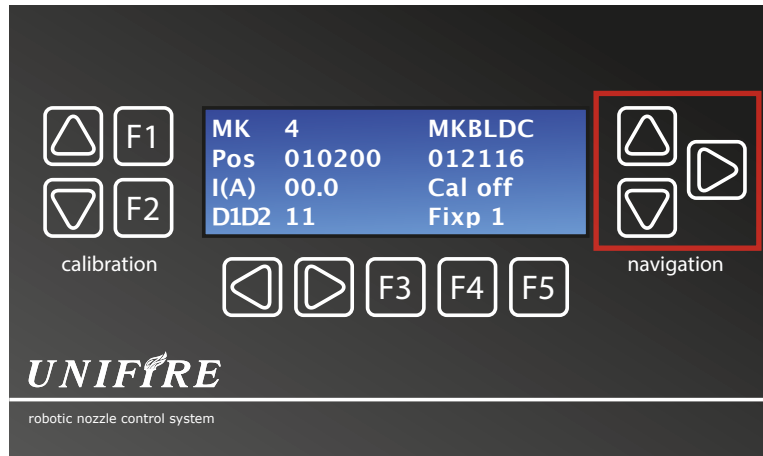 F1
F2
calibration
MK 4 MKBLDC
Pos 010200 012116
I(A) 00.0 Cal off
D1D2 11 Fixp 1
F3 F4 F5
navigation
UNIFIRE
robotic nozzle control system